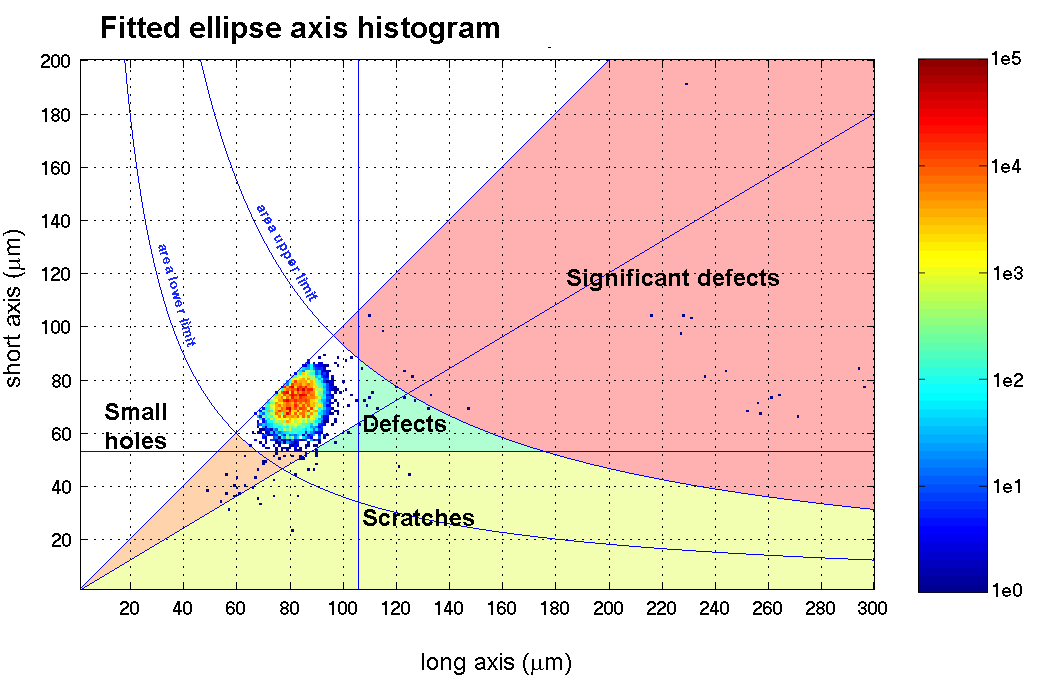 Fitted ellipse axis histogram
200
180
160
140
120
100
80
60
40
20
short axis (μm)
area lower limit
area upper limit
Significant defects
Small
holes
Defects
Scratches
20 40 60 80 100 120 140 160 180 200 220 240 260 280 300
long axis (μm)
1e5
1e4
1e3
1e2
1e1
1e0